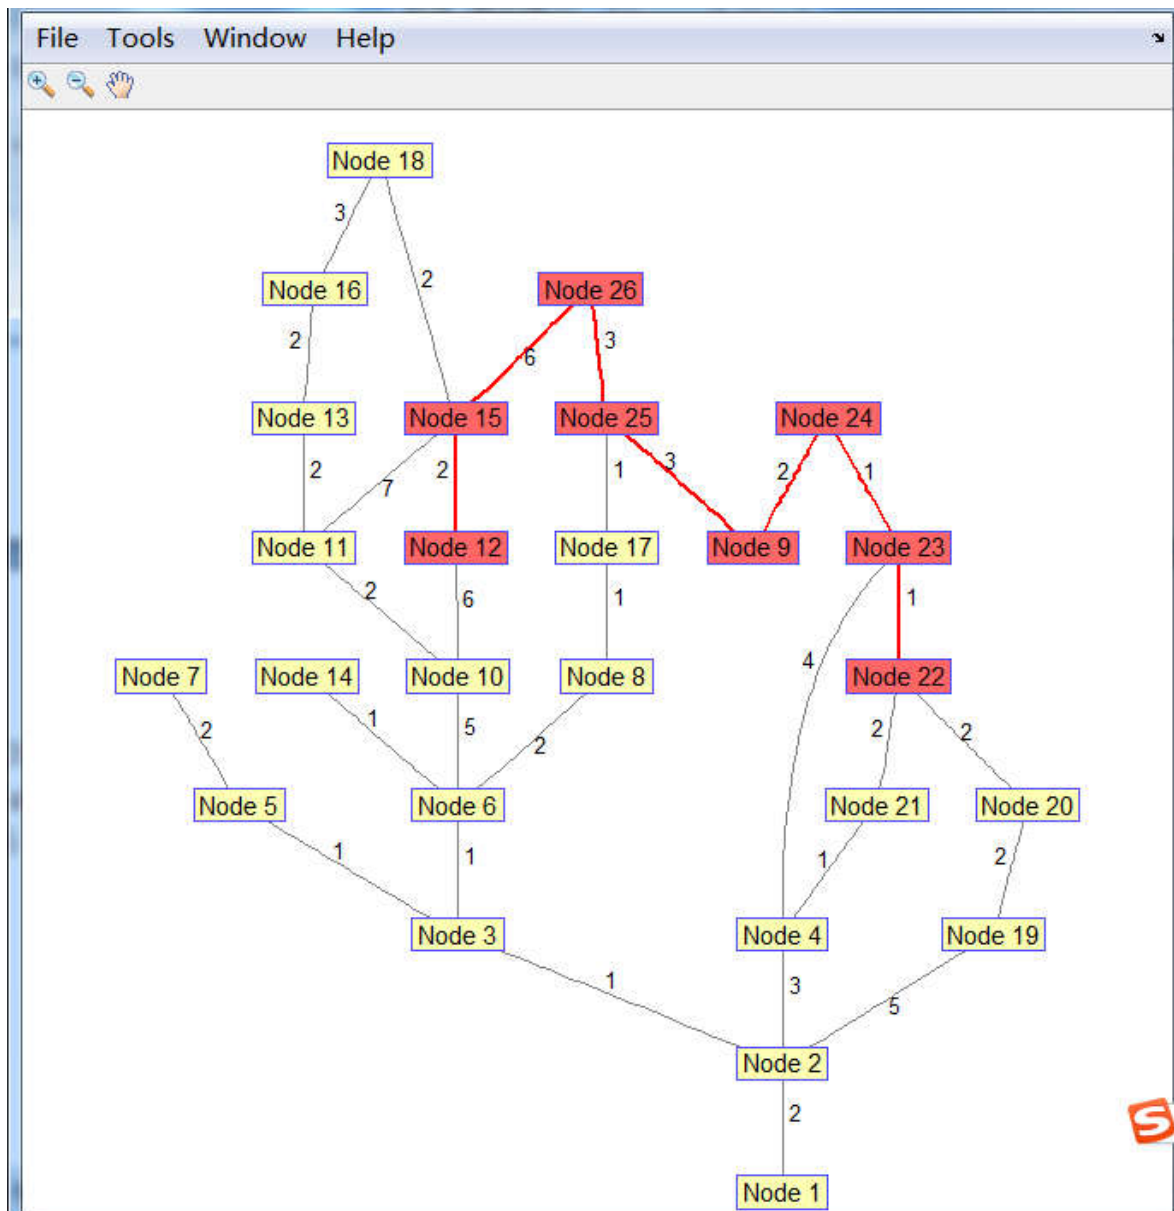 File Tools Window Help
Node 18
3
2
Node 16
Node 26
2
6
3
Node 13
Node 15
Node 25
Node 24
2
7
2
1
3
2
1
Node 11
Node 12
Node 17
Node 9
Node 23
2
6
1
1
4
Node 7
Node 14
Node 10
Node 8
Node 22
2
1
5
2
2
2
Node 5
Node 6
Node 21
Node 20
1
1
1
2
Node 3
Node 4
Node 19
1
3
5
Node 2
2
S
Node 1